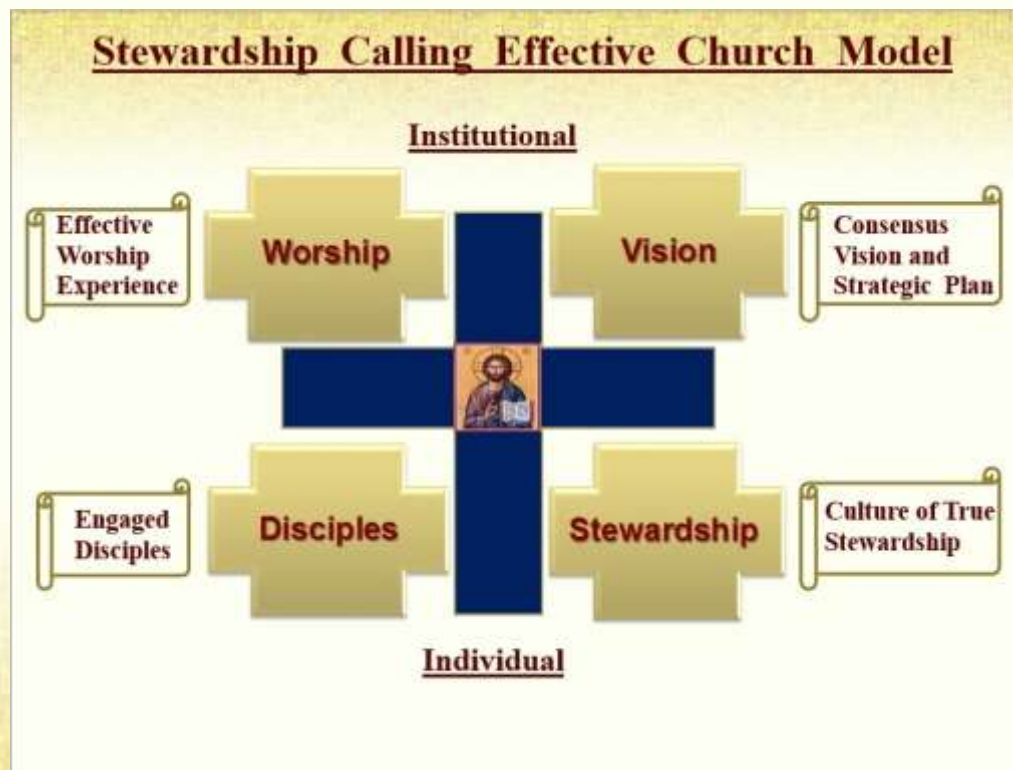 Stewardship Calling Effective Church Model
Institutional
Effective
Worship
Experience
Worship
Vision
Consensus
Vision and
Strategic Plan
Engaged
Disciples
Disciples
Stewardship
Culture of True
Stewardship
Individual